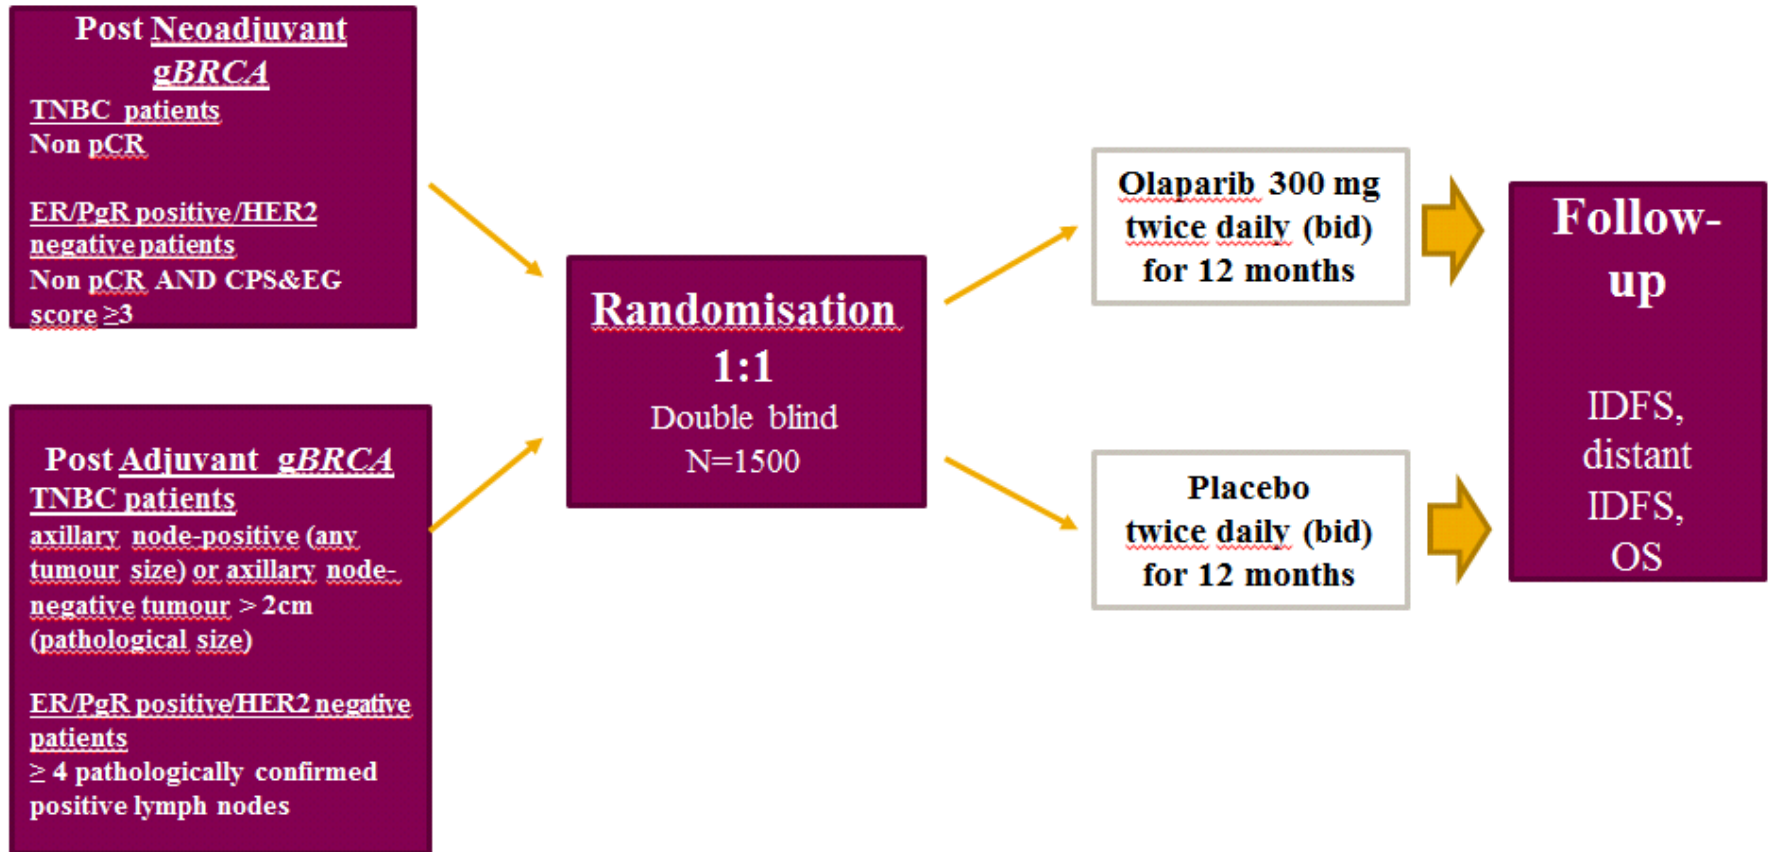 Post Neoadjuvant
gBRCA
TNBC patients
Non pCR
ER/PgR positive/HER2
negative patients
Non pCR AND CPS&EG
score ≥3
Post Adjuvant gBRCA
TNBC patients
axillary node-positive (any
tumour size) or axillary node-
negative tumour > 2cm
(pathological size)
ER/PgR positive/HER2 negative
patients
≥ 4 pathologically confirmed
positive lymph nodes
Randomisation
1:1
Double blind
N=1500
Olaparib 300 mg
twice daily (bid)
for 12 months
Placebo
twice daily (bid)
for 12 months
Follow-
up
IDFS,
distant
IDFS,
OS